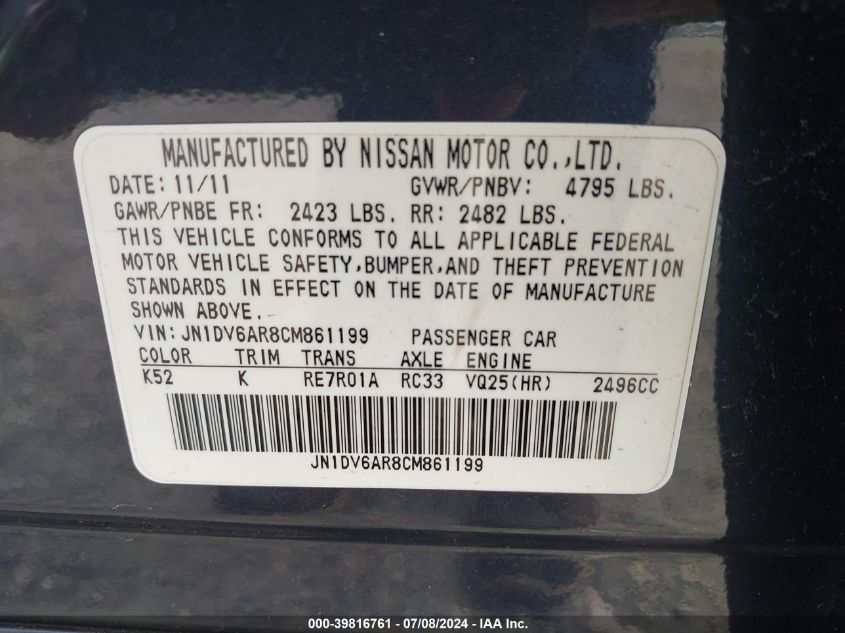 MANUFACTURED BY NISSAN MOTOR CO.,LTD.
DATE: 11/11 GVWR/PNBV: 4795 LBS.
GAWR/PNBE FR: 2423 LBS. RR: 2482 LBS.
THIS VEHICLE CONFORMS TO ALL APPLICABLE FEDERAL
MOTOR VEHICLE SAFETY,BUMPER,AND THEFT PREVENTION
STANDARDS IN EFFECT ON THE DATE OF MANUFACTURE
SHOWN ABOVE.
VIN: JN1DV6AR8CM861199 PASSENGER CAR
COLOR TRIM TRANS AXLE ENGINE
K52 K RE7R01A RC33 VQ25(HR) 2496CC
JN1DV6AR8CM861199
000-39816761 - 07/08/2024 - IAA Inc.